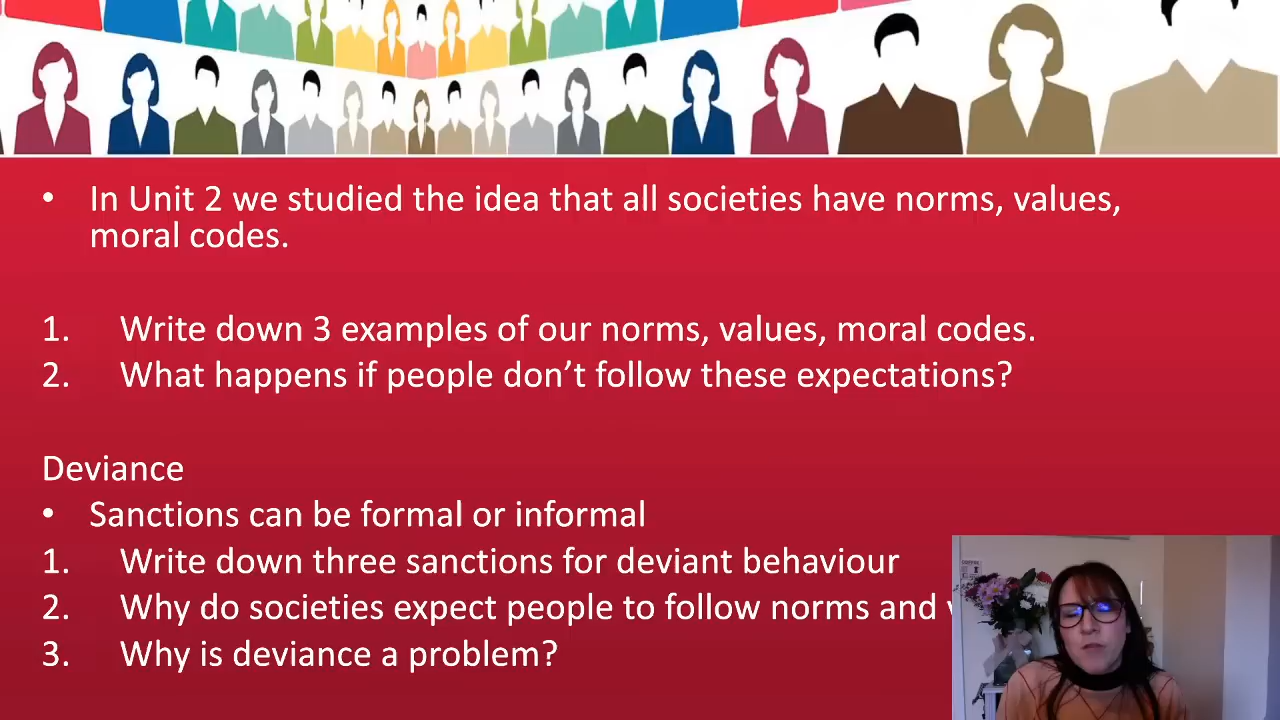 • In Unit 2 we studied the idea that all societies have norms, values,
moral codes.
1. Write down 3 examples of our norms, values, moral codes.
2. What happens if people don’t follow these expectations?
Deviance
• Sanctions can be formal or informal
1. Write down three sanctions for deviant behaviour
2. Why do societies expect people to follow norms and
3. Why is deviance a problem?